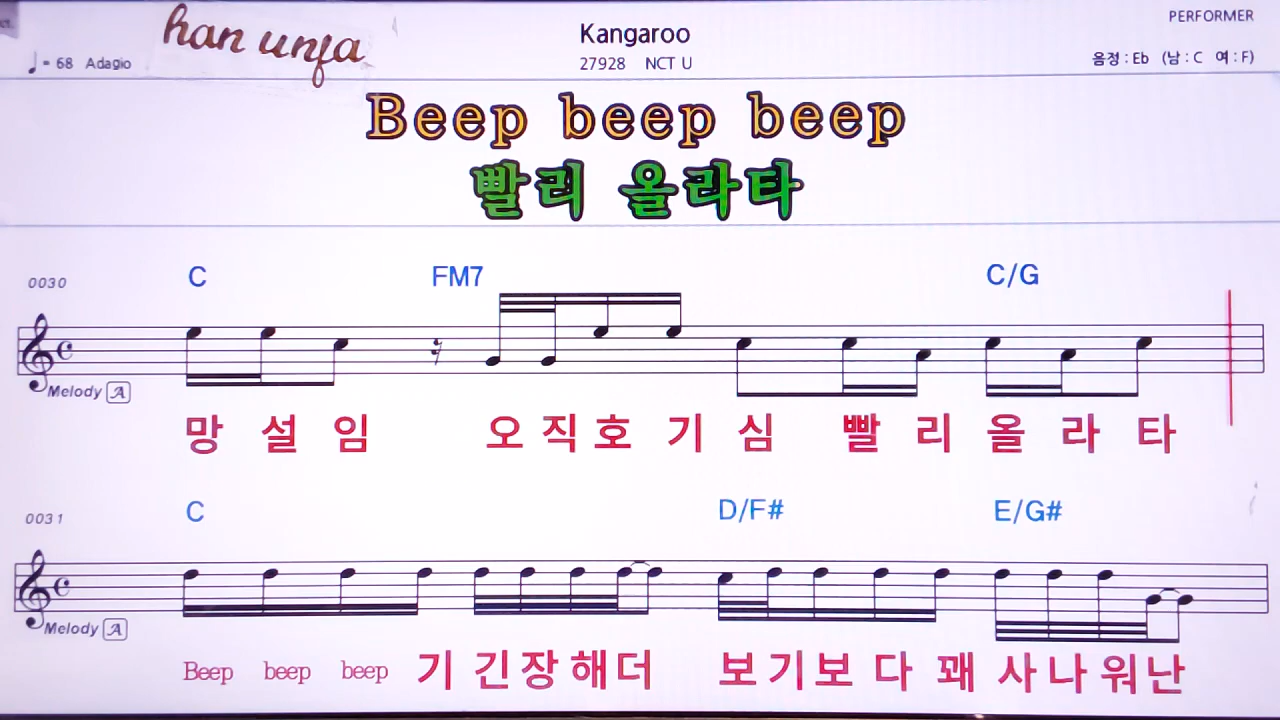 han unja
Kangaroo
PERFORMER
= 68 Adagio
27928 NCT U
음정 : Eb (남 : C 여 : F)
Beep beep beep
빨리 올라타
0030 C FM7 C/G
Melody A
망 설 임 오 직 호 기 심 빨 리 올 라 타
0031 C D/F# E/G#
Melody A
Beep beep beep 기 긴 장 해 더 보 기 보 다 꽤 사 나 워 난